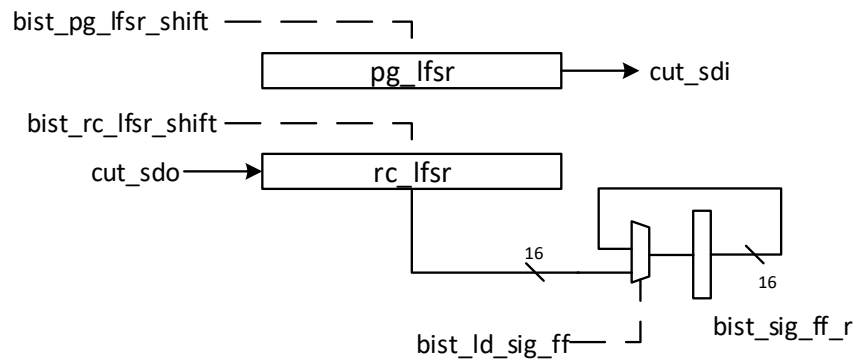 bist_pg_lfsr_shift
pg_lfsr
cut_sdi
bist_rc_lfsr_shift
cut_sdo
rc_lfsr
16
16
bist_sig_ff_r
bist_ld_sig_ff